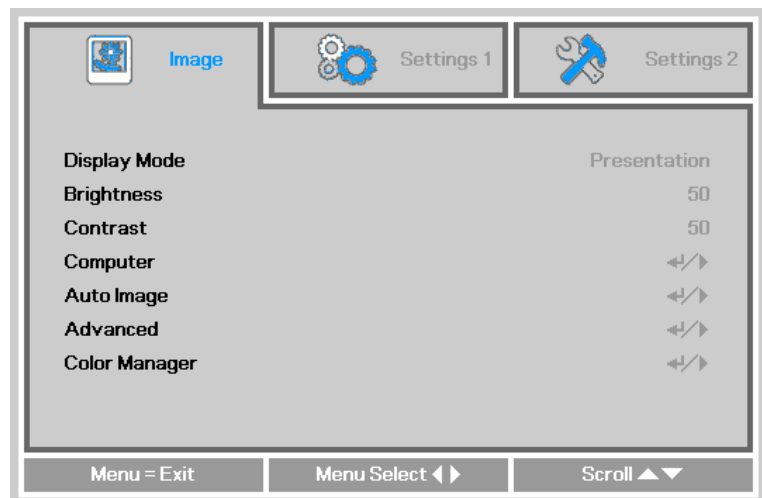 Image
Settings 1
Settings 2
Display Mode Presentation
Brightness 50
Contrast 50
Computer
Auto Image
Advanced
Color Manager
Menu = Exit
Menu Select
Scroll